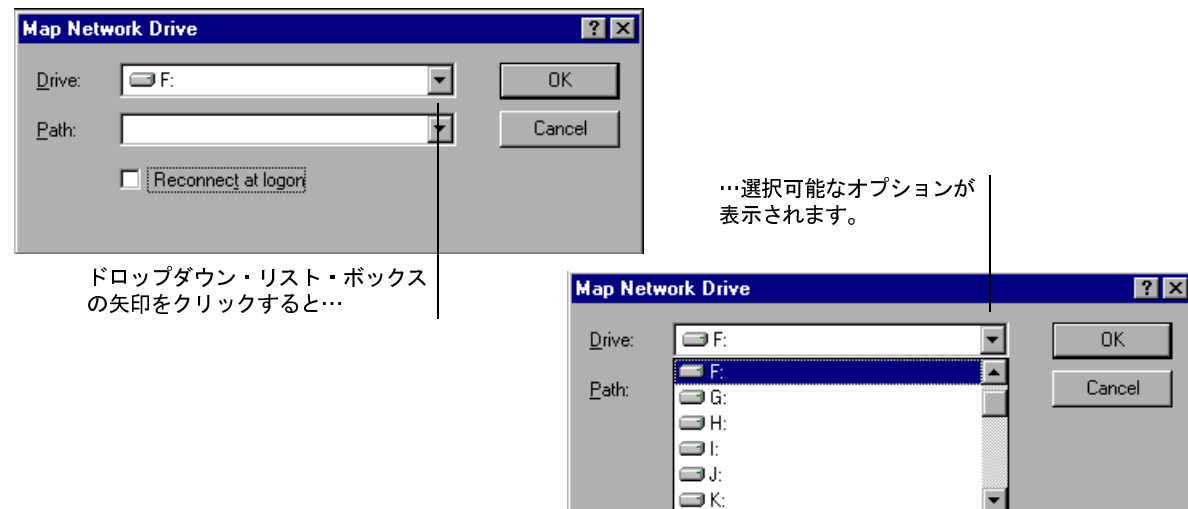 Map Network Drive
Drive: F: OK
Path: Cancel
Reconnect at logon
ドロップダウン・リスト・ボックス
の矢印をクリックすると…
…選択可能なオプションが
表示されます。
Map Network Drive
Drive: F: OK
Path: Cancel
F:
G:
H:
I:
J:
K: